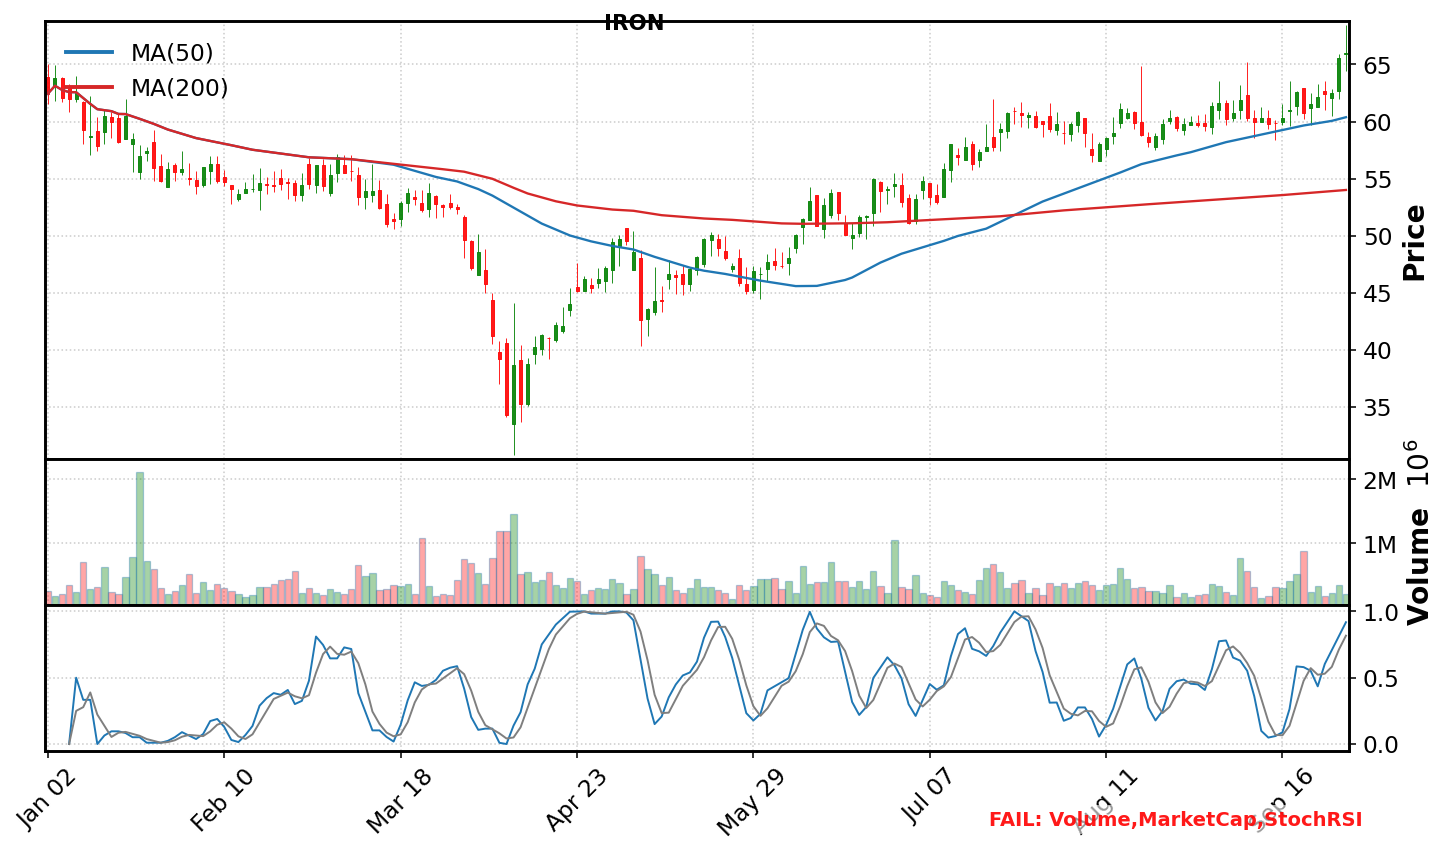 IRON
MA(50)
MA(200)
65
60
55
50
45
40
35
Price
2M
1M
Volume 10^6
1.0
0.5
0.0
Jan 02
Feb 10
Mar 18
Apr 23
May 29
Jul 07
Aug 11
Sep 16
FAIL: Volume,MarketCap,StochRSI